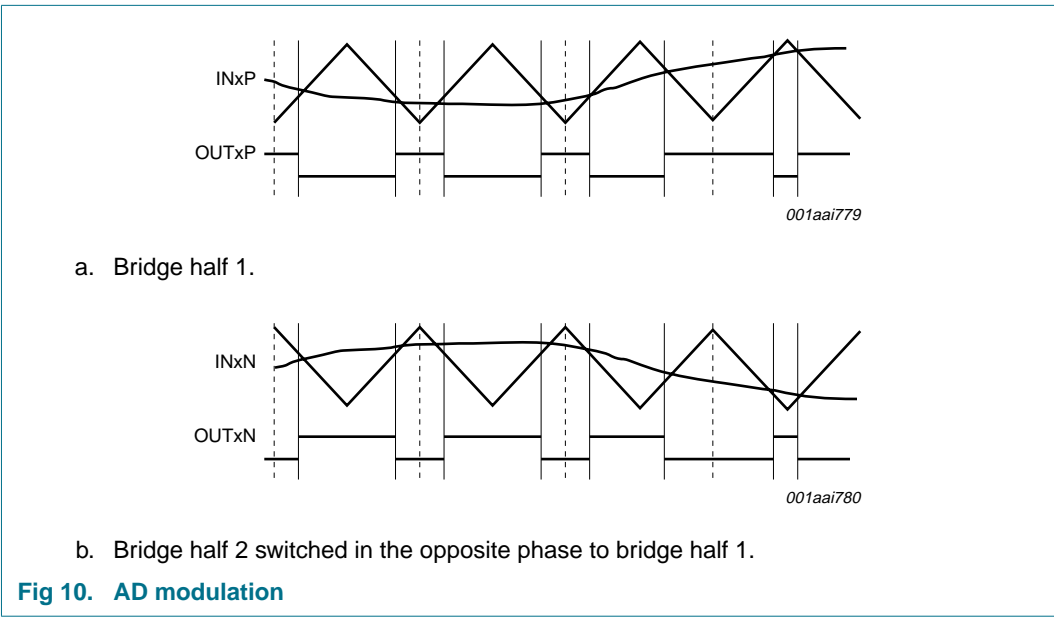 INxP
OUTxP
001aai779
a. Bridge half 1.
INxN
OUTxN
001aai780
b. Bridge half 2 switched in the opposite phase to bridge half 1.
Fig 10. AD modulation